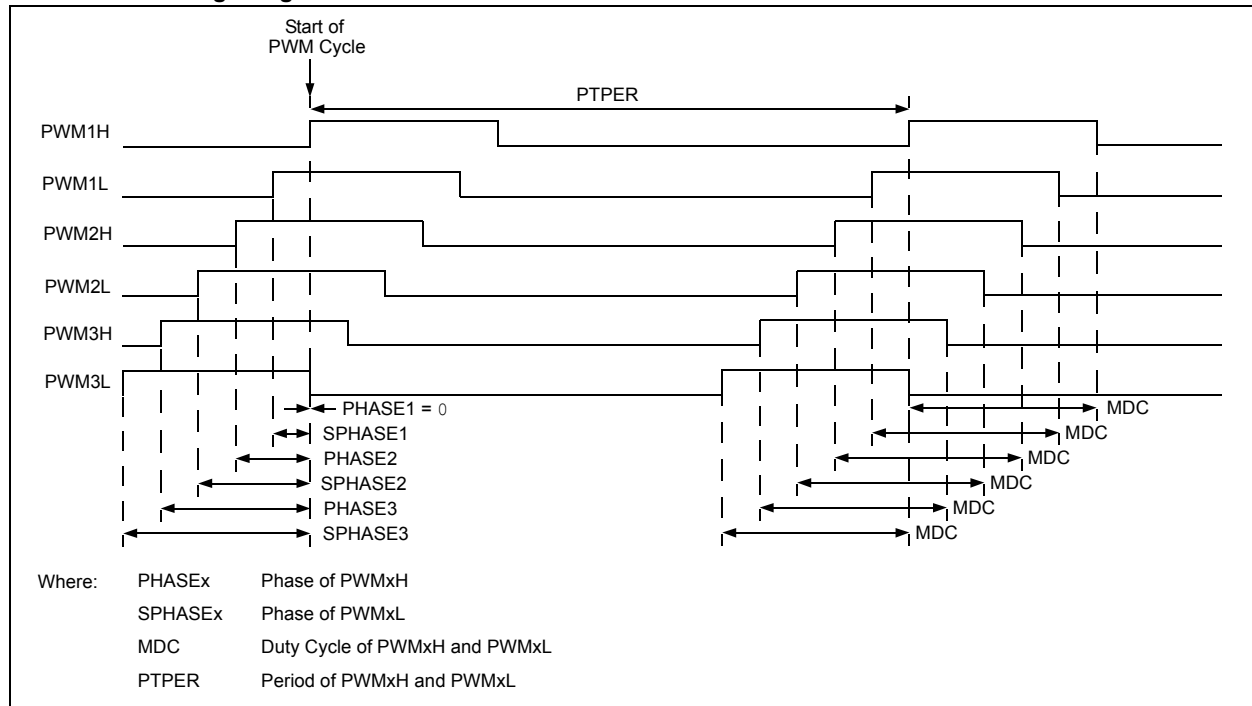 Start of
PWM Cycle
PTPER
PWM1H
PWM1L
PWM2H
PWM2L
PWM3H
PWM3L
PHASE1 = 0
MDC
SPHASE1
MDC
PHASE2
MDC
SPHASE2
MDC
PHASE3
MDC
SPHASE3
MDC
Where: PHASEx Phase of PWMxH
SPHASEx Phase of PWMxL
MDC Duty Cycle of PWMxH and PWMxL
PTPER Period of PWMxH and PWMxL